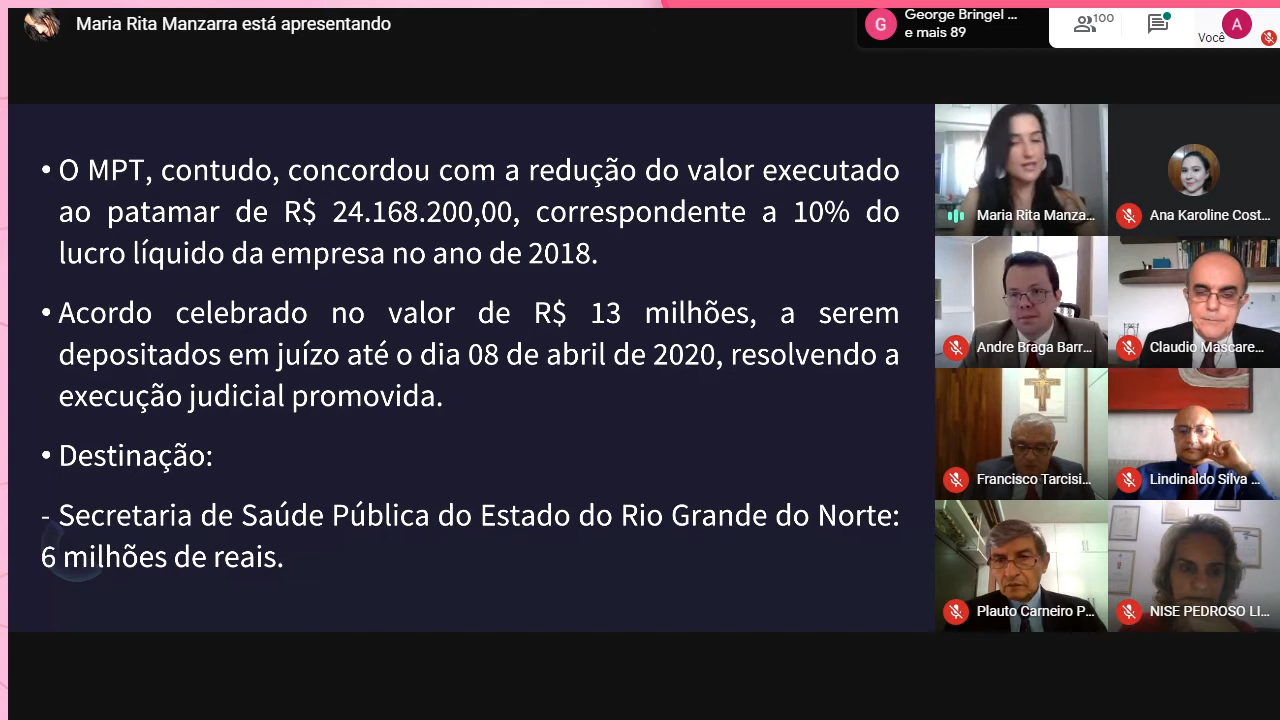 Maria Rita Manzarra está apresentando
G
George Bringel ...
e mais 89
100
Você
A
• O MPT, contudo, concordou com a redução do valor executado
ao patamar de R$ 24.168.200,00, correspondente a 10% do
lucro líquido da empresa no ano de 2018.
• Acordo celebrado no valor de R$ 13 milhões, a serem
depositados em juízo até o dia 08 de abril de 2020, resolvendo a
execução judicial promovida.
• Destinação:
- Secretaria de Saúde Pública do Estado do Rio Grande do Norte:
6 milhões de reais.
Maria Rita Manza...
Ana Karoline Cost...
Andre Braga Barr...
Claudio Mascare...
Francisco Tarcisi...
Lindinaldo Silva ...
Plauto Carneiro P...
NISE PEDROSO LI...